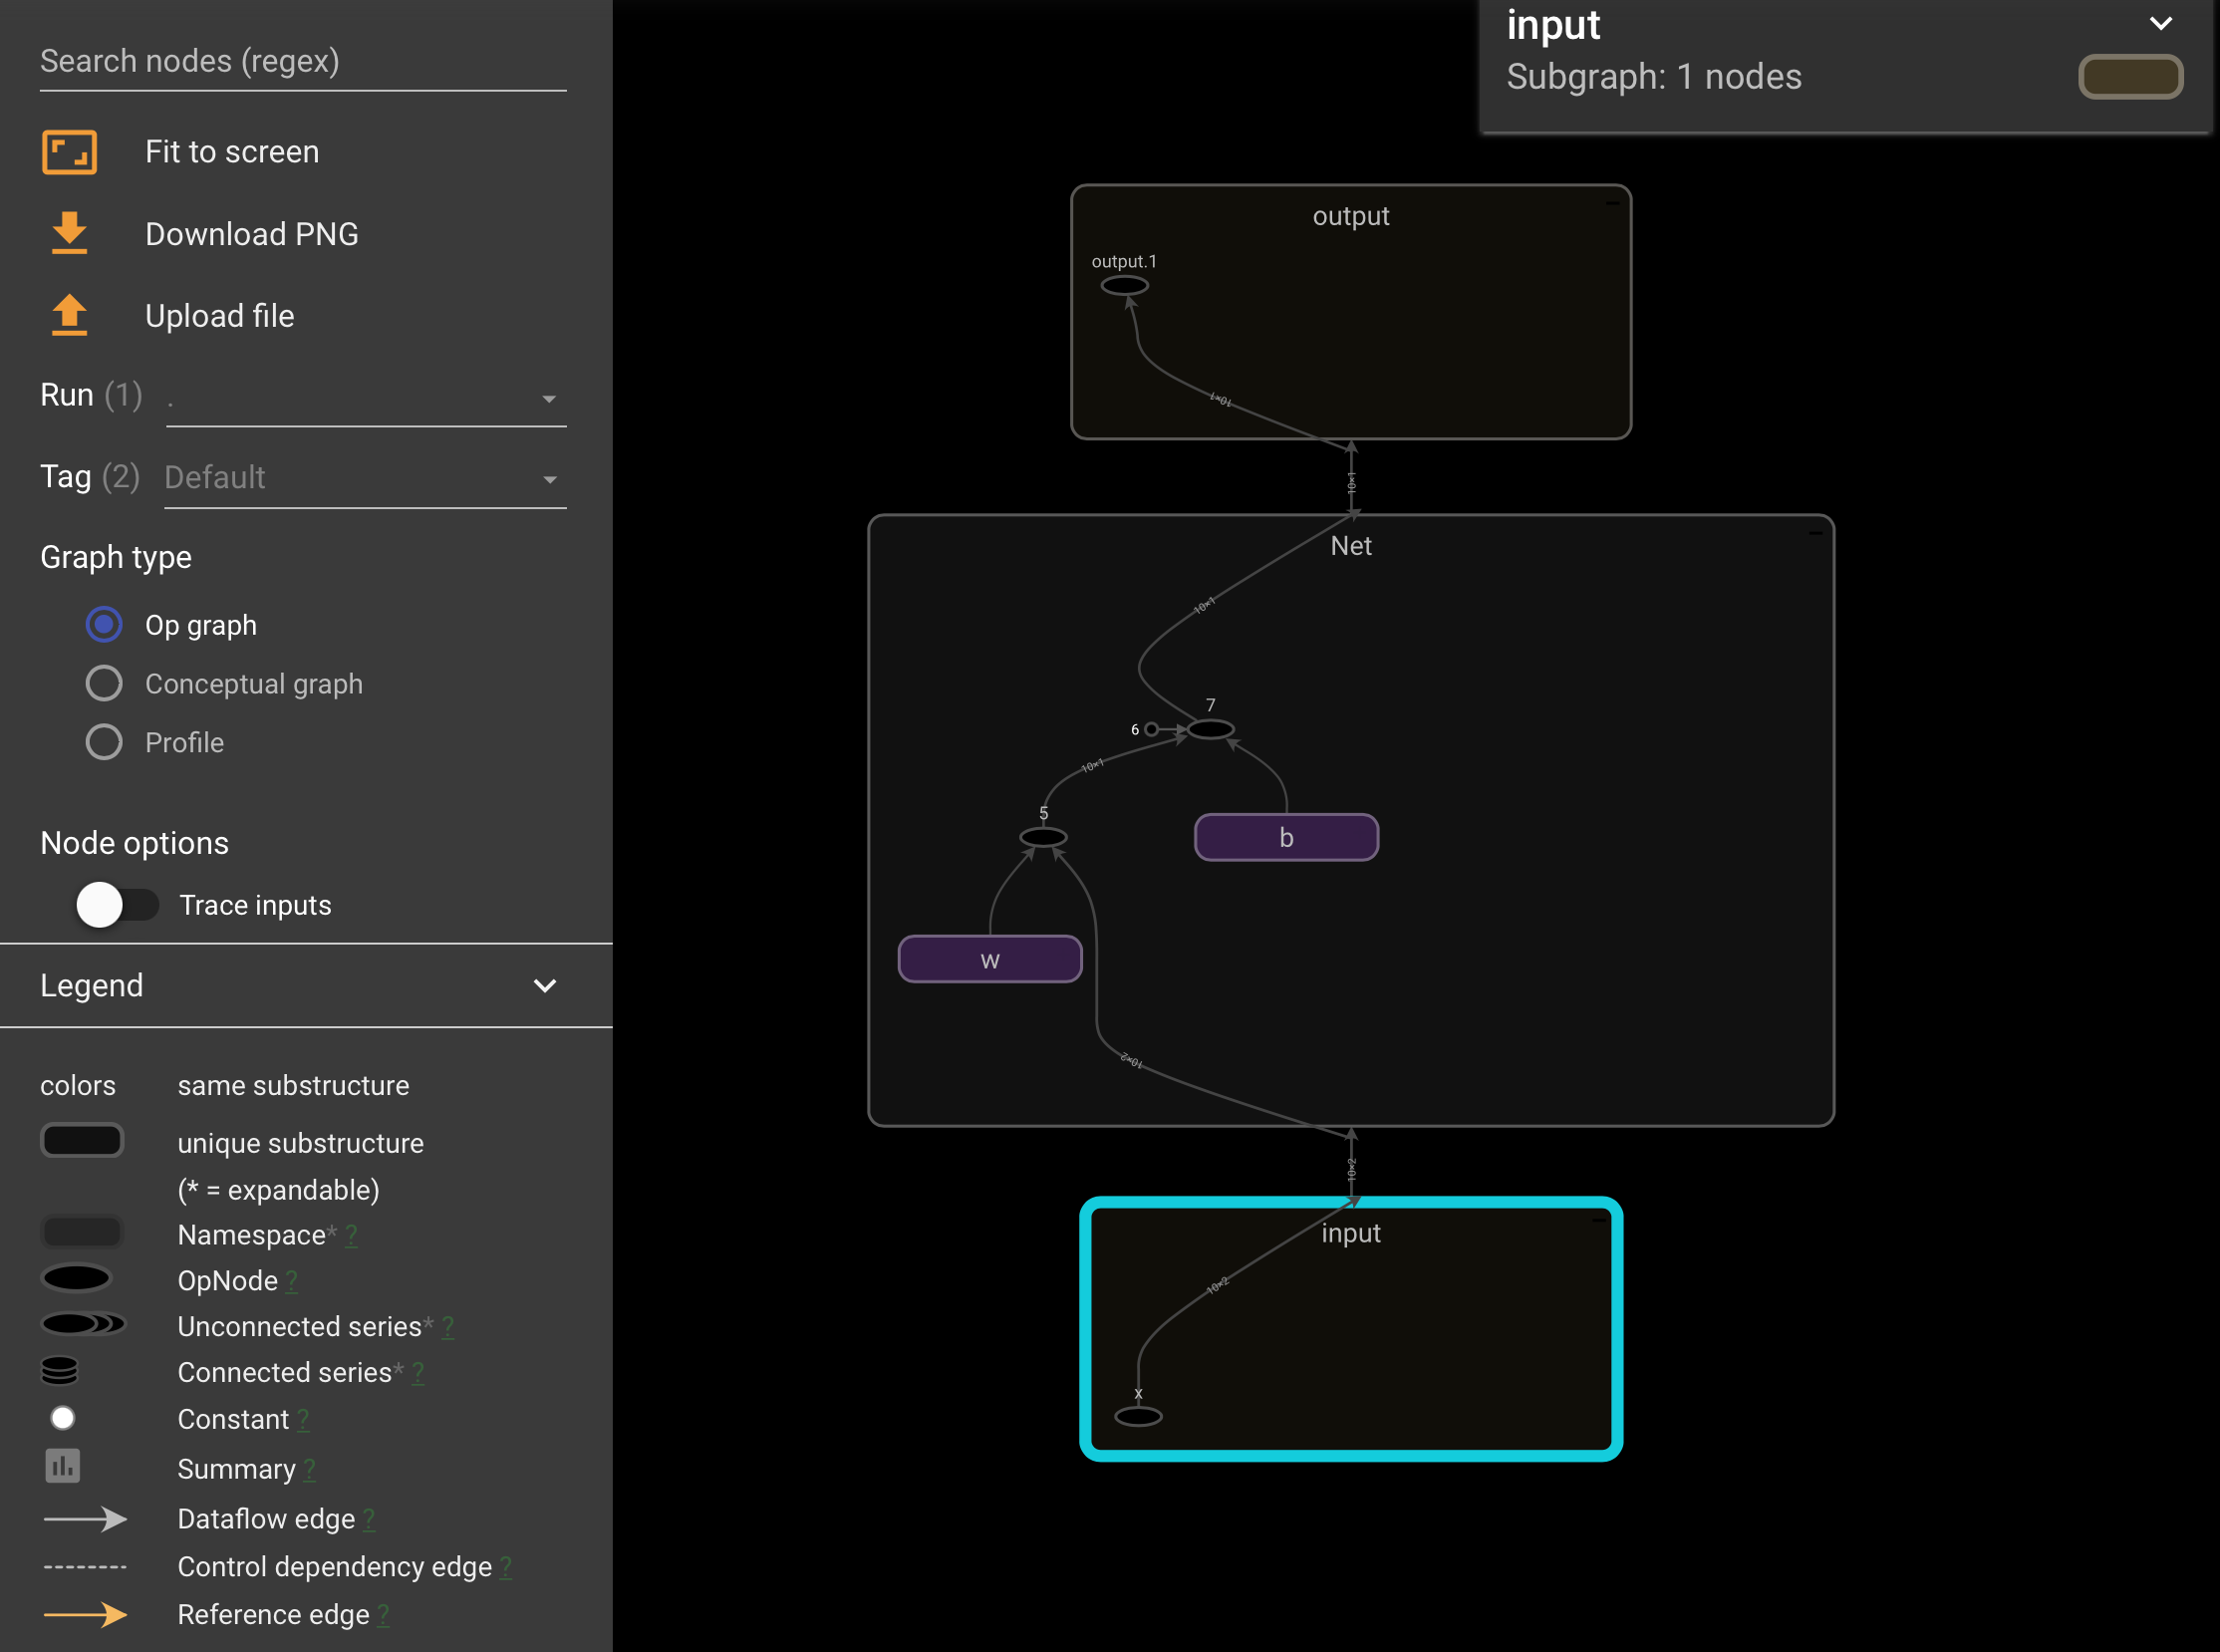 Search nodes (regex)
Fit to screen
Download PNG
Upload file
Run (1) .
Tag (2) Default
Graph type
Op graph
Conceptual graph
Profile
Node options
Trace inputs
Legend
colors same substructure
unique substructure
(* = expandable)
Namespace* ?
OpNode ?
Unconnected series* ?
Connected series* ?
Constant ?
Summary ?
Dataflow edge ?
Control dependency edge ?
Reference edge ?
input
Subgraph: 1 nodes
output
output.1
10×1
10×1
Net
10×1
7
6
10×1
5
b
w
10×2
10×2
input
10×2
x